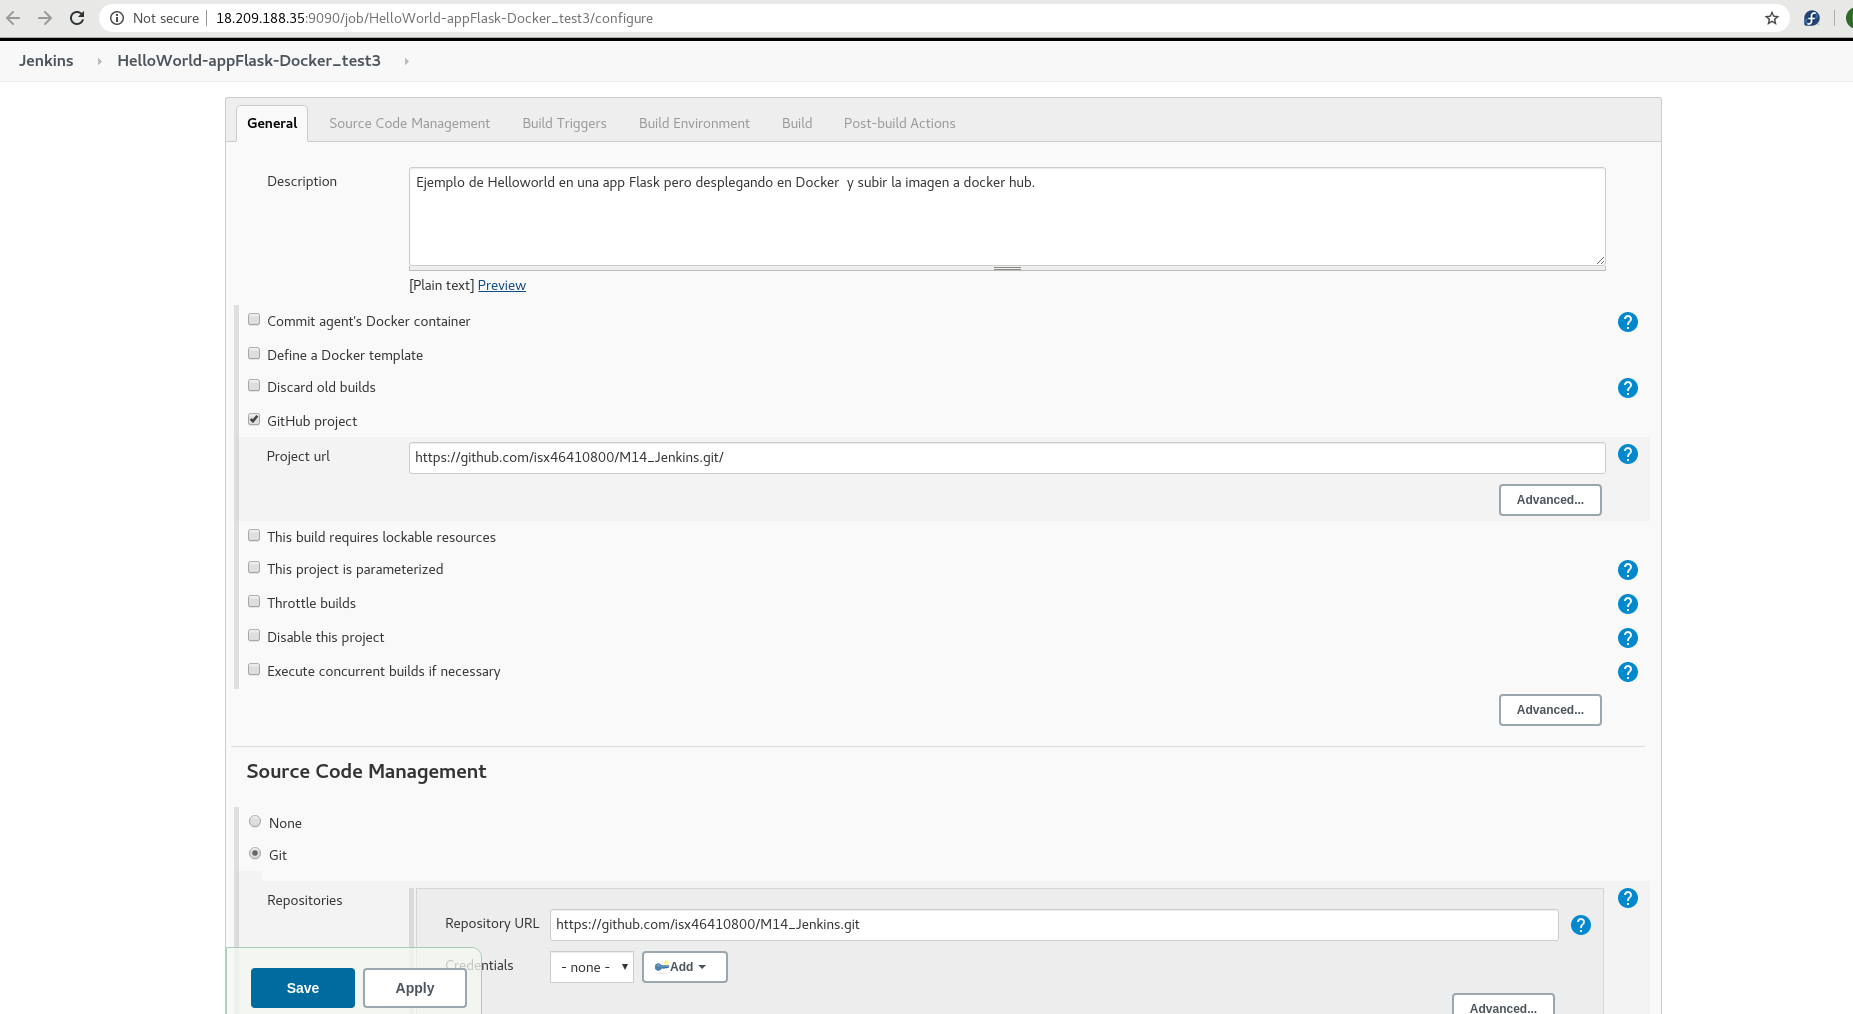 Not secure 18.209.188.35:9090/job/HelloWorld-appFlask-Docker_test3/configure
Jenkins HelloWorld-appFlask-Docker_test3
General Source Code Management Build Triggers Build Environment Build Post-build Actions
Description
Ejemplo de Helloworld en una app Flask pero desplegando en Docker  y subir la imagen a docker hub.
[Plain text] Preview
Commit agent's Docker container ?
Define a Docker template
Discard old builds ?
GitHub project
Project url https://github.com/isx46410800/M14_Jenkins.git/ ?
Advanced...
This build requires lockable resources
This project is parameterized ?
Throttle builds ?
Disable this project ?
Execute concurrent builds if necessary ?
Advanced...
Source Code Management
None
Git
Repositories ?
Repository URL https://github.com/isx46410800/M14_Jenkins.git ?
Credentials - none - Add
Save Apply
Advanced...